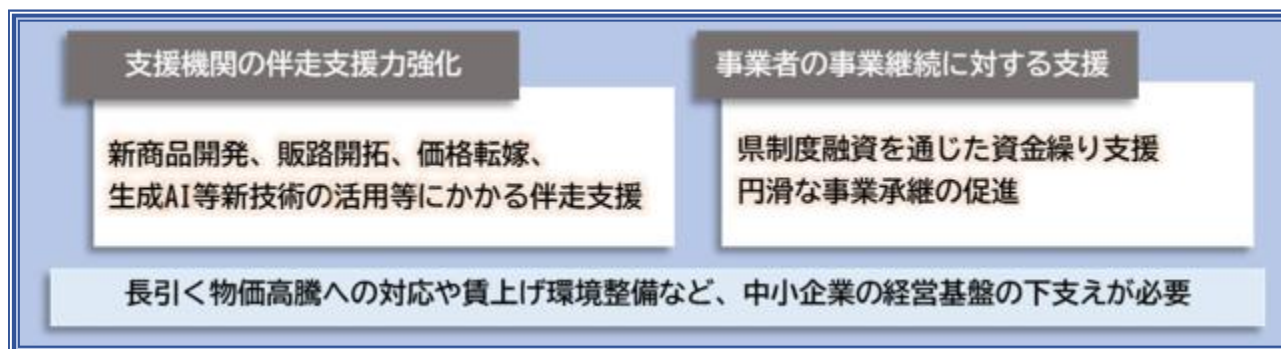 支援機関の伴走支援力強化
新商品開発、販路開拓、価格転嫁、
生成AI等新技術の活用等にかかる伴走支援
事業者の事業継続に対する支援
県制度融資を通じた資金繰り支援
円滑な事業承継の促進
長引く物価高騰への対応や賃上げ環境整備など、中小企業の経営基盤の下支えが必要